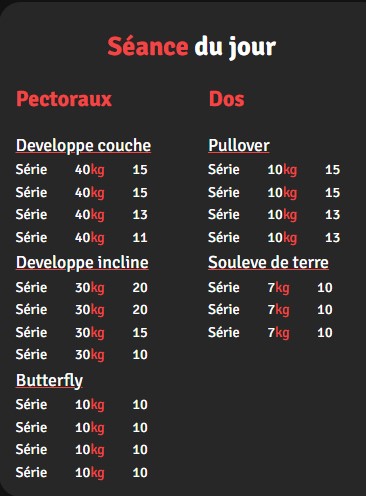 Séance du jour
Pectoraux
Developpe couche
Série 40kg 15
Série 40kg 15
Série 40kg 13
Série 40kg 11
Developpe incline
Série 30kg 20
Série 30kg 20
Série 30kg 15
Série 30kg 10
Butterfly
Série 10kg 10
Série 10kg 10
Série 10kg 10
Série 10kg 10
Dos
Pullover
Série 10kg 15
Série 10kg 15
Série 10kg 13
Série 10kg 13
Souleve de terre
Série 7kg 10
Série 7kg 10
Série 7kg 10